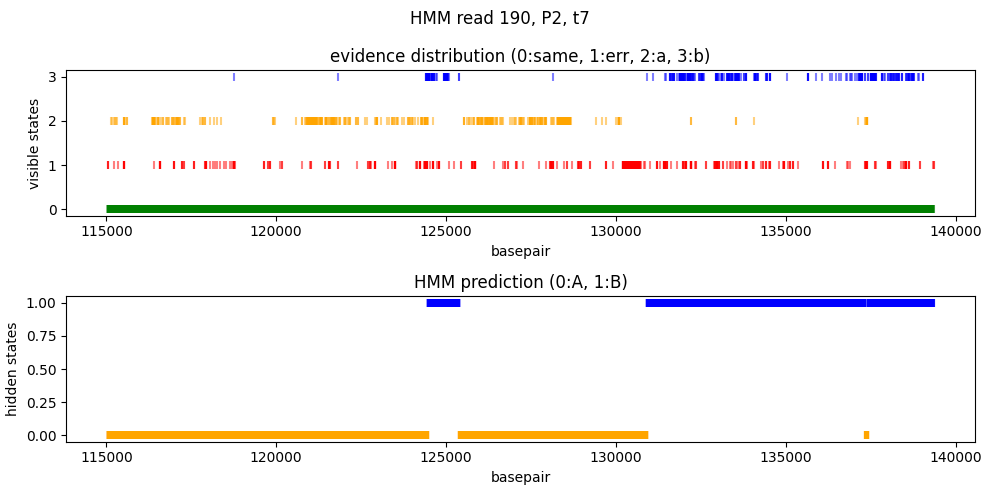 HMM read 190, P2, t7
evidence distribution (0:same, 1:err, 2:a, 3:b)
3
2
1
0
visible states
115000 120000 125000 130000 135000 140000
basepair
HMM prediction (0:A, 1:B)
1.00
0.75
0.50
0.25
0.00
hidden states
115000 120000 125000 130000 135000 140000
basepair